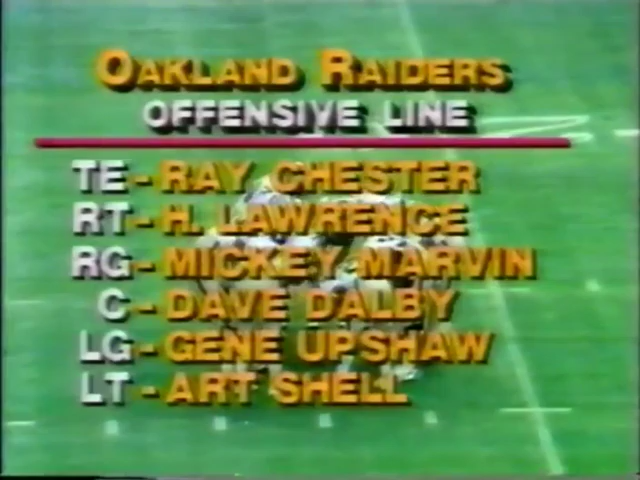 OAKLAND RAIDERS
OFFENSIVE LINE
TE - RAY CHESTER
RT - H. LAWRENCE
RG - MICKEY MARVIN
C - DAVE DALBY
LG - GENE UPSHAW
LT - ART SHELL